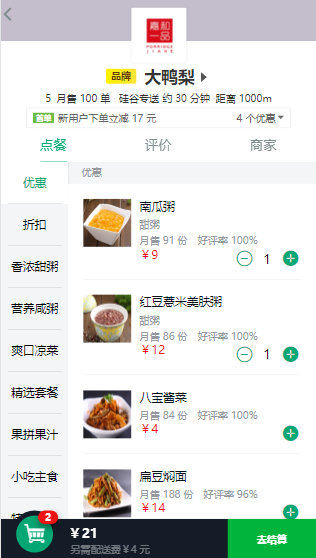 嘉和
一品
PORRIDGE
JIAHE
品牌 大鸭梨
5 月售 100 单 · 硅谷专送 约 30 分钟 距离 1000m
首单 新用户下单立减 17 元 4 个优惠
点餐 评价 商家
优惠
折扣
香浓甜粥
营养咸粥
爽口凉菜
精选套餐
果拼果汁
小吃主食
优惠
南瓜粥
甜粥
月售 91 份 好评率 100%
￥9 1
红豆薏米美肤粥
甜粥
月售 86 份 好评率 100%
￥12 1
八宝酱菜
月售 84 份 好评率 100%
￥4
扁豆焖面
月售 188 份 好评率 96%
￥14
2
￥21
另需配送费￥4 元
去结算